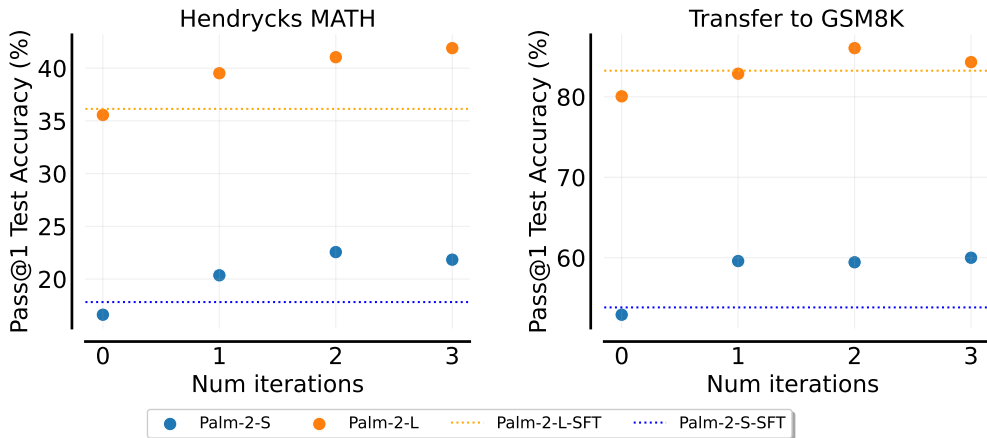 Hendrycks MATH
Pass@1 Test Accuracy (%)
40
35
30
25
20
0 1 2 3
Num iterations
Transfer to GSM8K
Pass@1 Test Accuracy (%)
80
70
60
0 1 2 3
Num iterations
Palm-2-S Palm-2-L Palm-2-L-SFT Palm-2-S-SFT